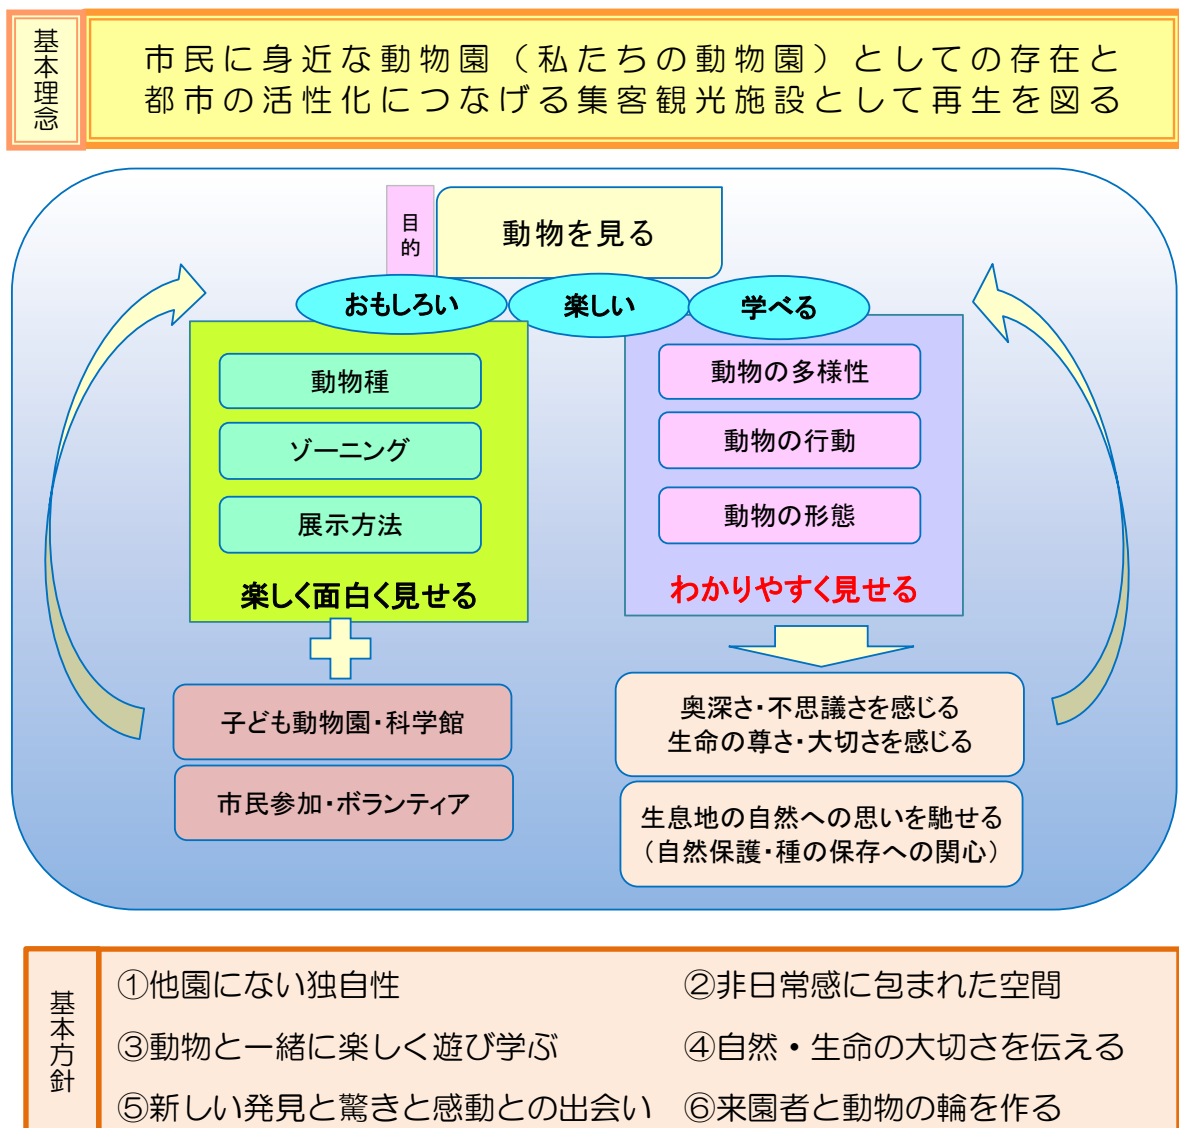 基本理念
市民に身近な動物園（私たちの動物園）としての存在と
都市の活性化につなげる集客観光施設として再生を図る
目的
動物を見る
おもしろい
楽しい
学べる
動物種
ゾーニング
展示方法
楽しく面白く見せる
動物の多様性
動物の行動
動物の形態
わかりやすく見せる
子ども動物園・科学館
市民参加・ボランティア
奥深さ・不思議さを感じる
生命の尊さ・大切さを感じる
生息地の自然への思いを馳せる
（自然保護・種の保存への関心）
基本方針
①他園にない独自性
②非日常感に包まれた空間
③動物と一緒に楽しく遊び学ぶ
④自然・生命の大切さを伝える
⑤新しい発見と驚きと感動との出会い
⑥来園者と動物の輪を作る